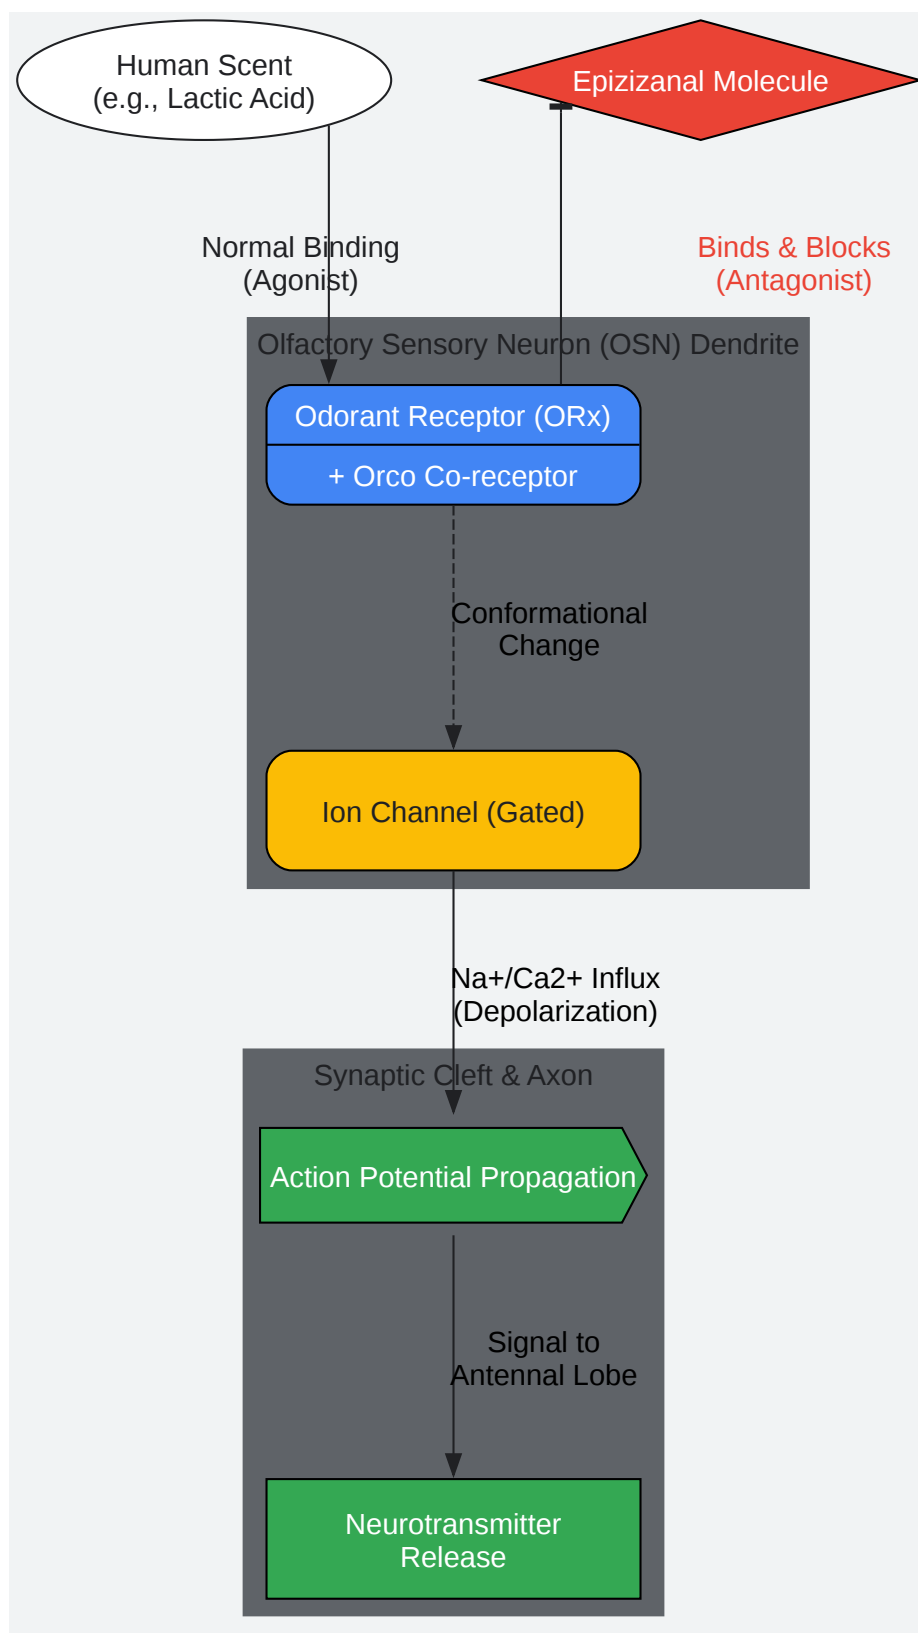 Human Scent
(e.g., Lactic Acid)
Epizizanal Molecule
Normal Binding
(Agonist)
Binds & Blocks
(Antagonist)
Olfactory Sensory Neuron (OSN) Dendrite
Odorant Receptor (ORx)
+ Orco Co-receptor
Conformational
Change
Ion Channel (Gated)
Na+/Ca2+ Influx
(Depolarization)
Synaptic Cleft & Axon
Action Potential Propagation
Signal to
Antennal Lobe
Neurotransmitter
Release